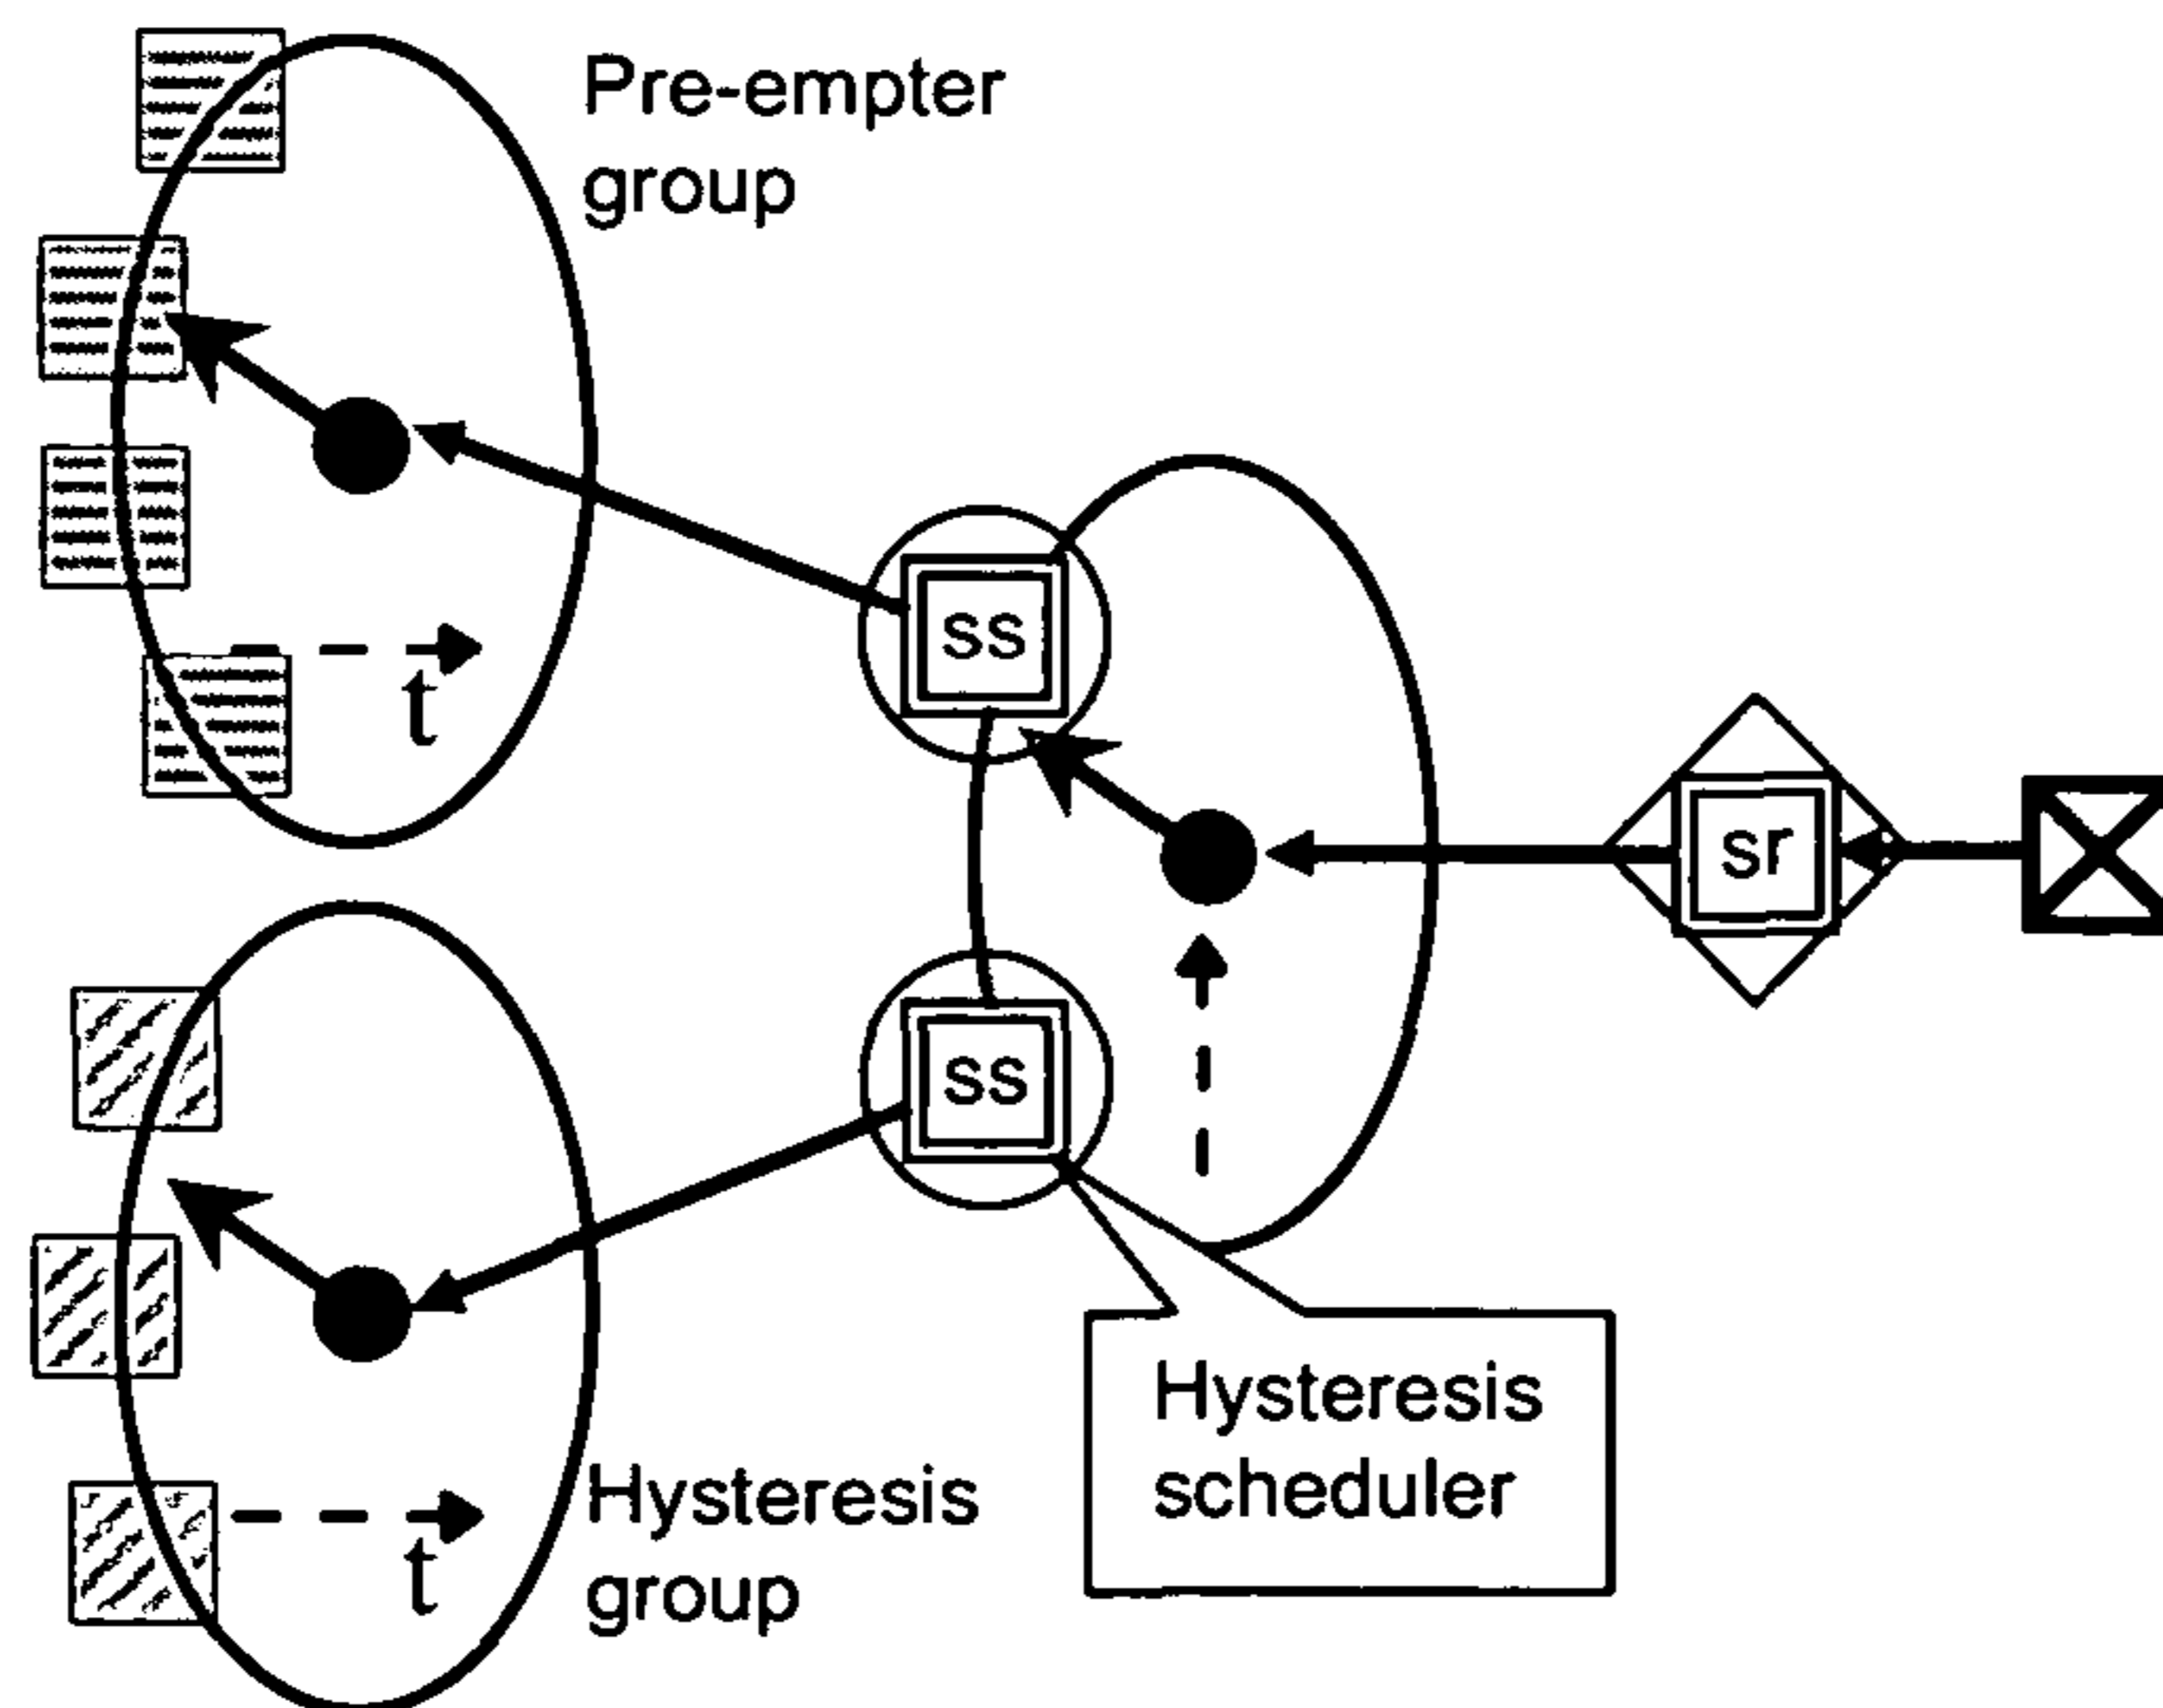 Pre-empter
group
t
ss
sr
ss
Hysteresis
scheduler
Hysteresis
group
t